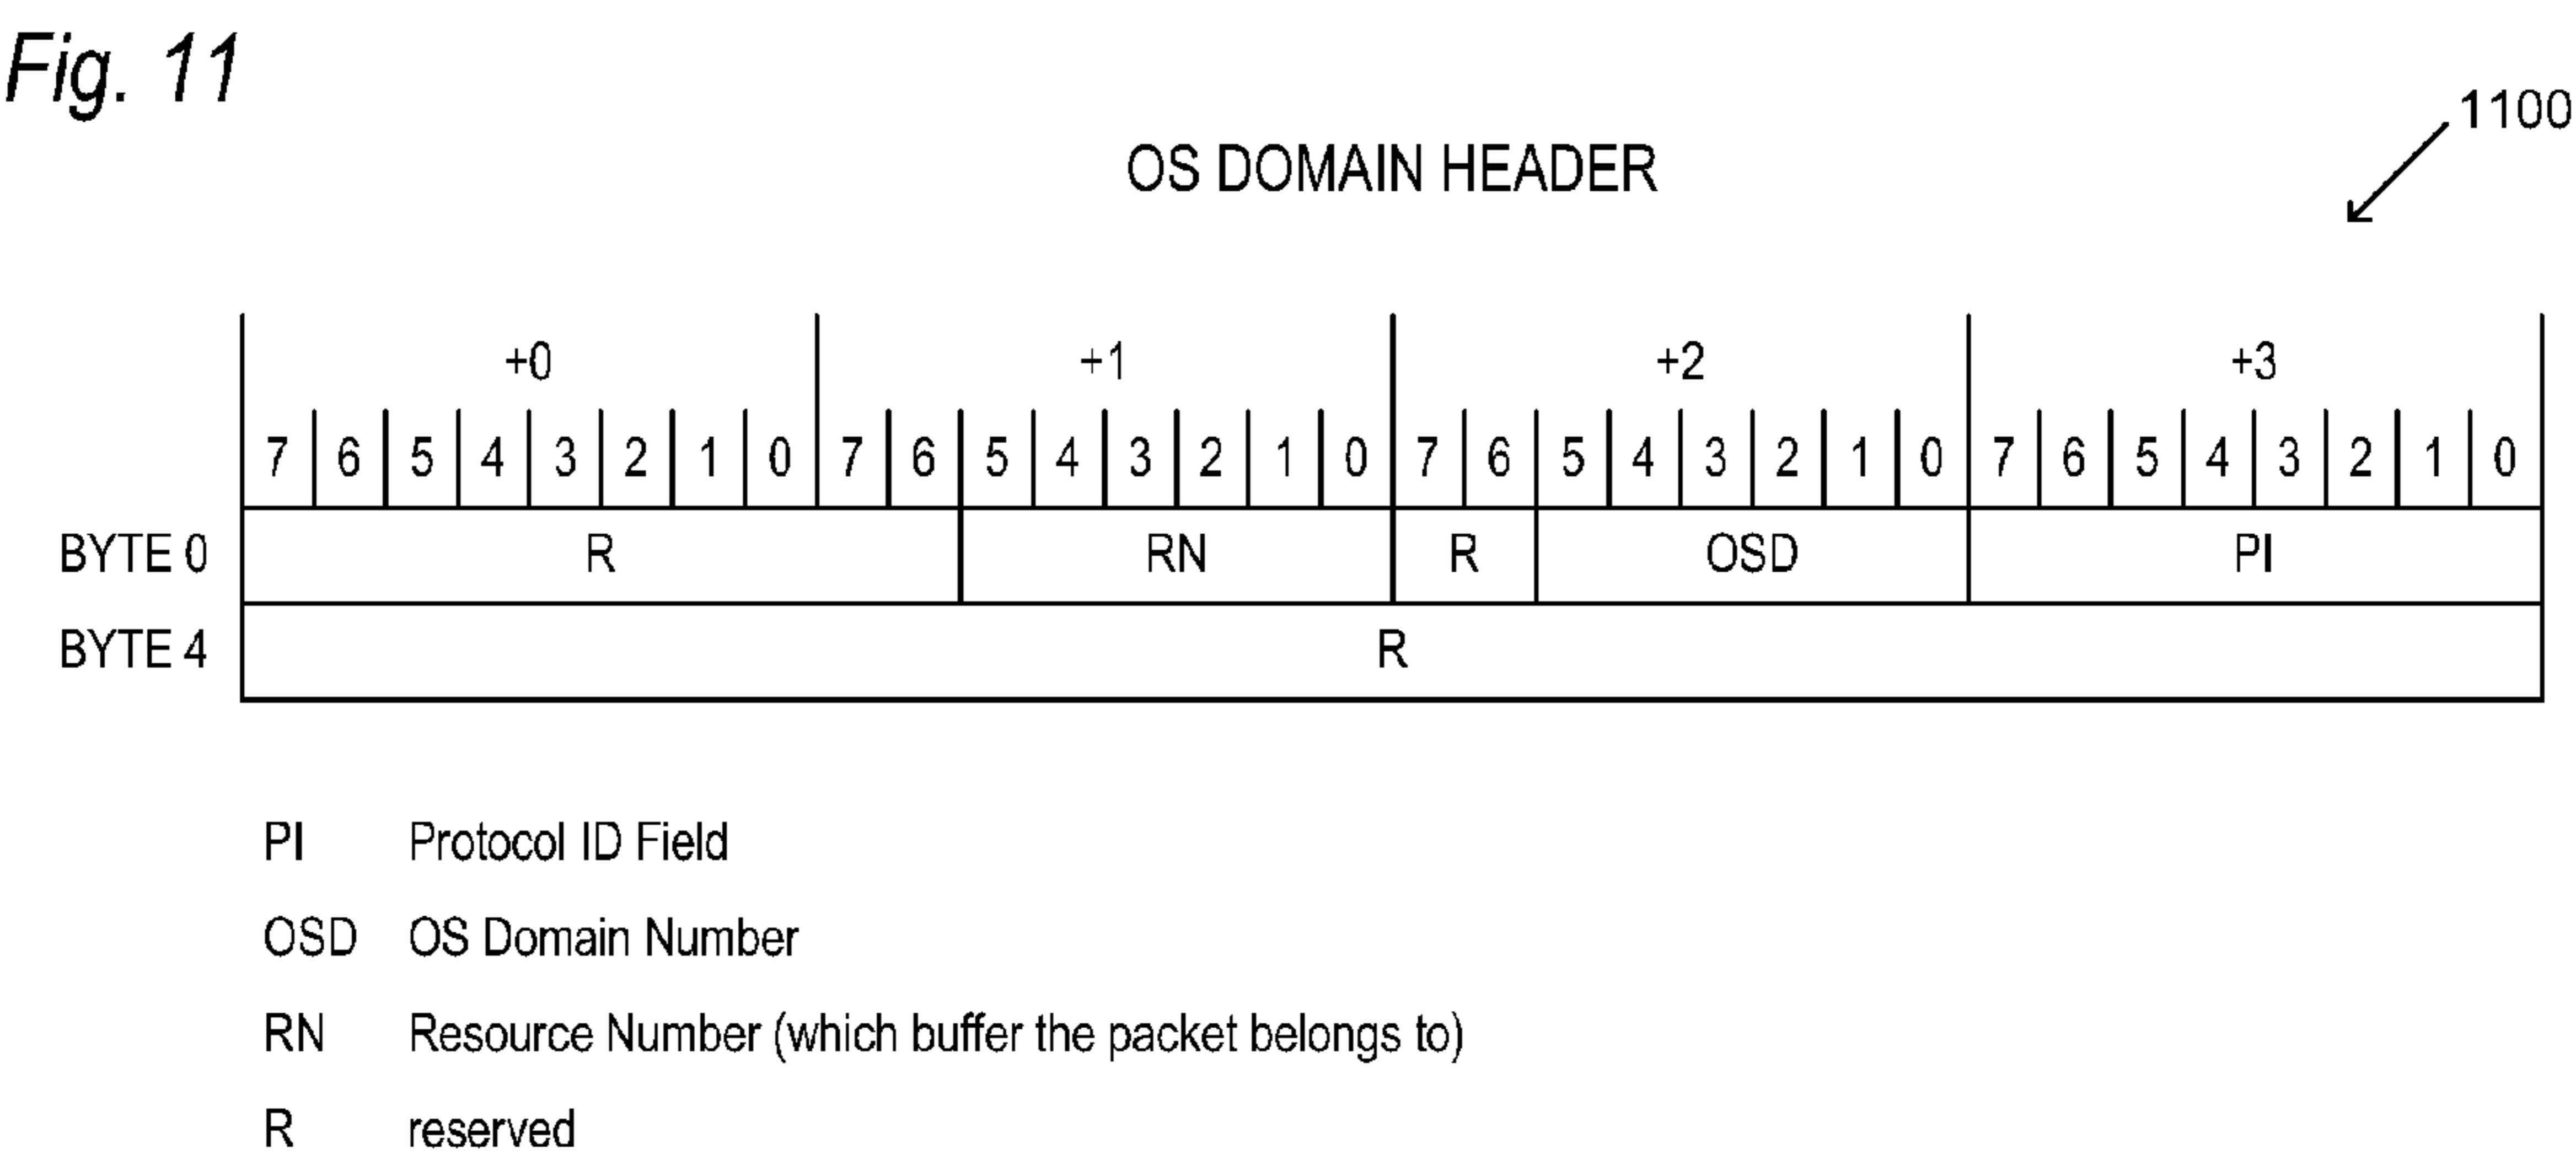 Fig. 11
1100
OS DOMAIN HEADER
+0 +1 +2 +3
7 6 5 4 3 2 1 0 7 6 5 4 3 2 1 0 7 6 5 4 3 2 1 0 7 6 5 4 3 2 1 0
BYTE 0 R RN R OSD PI
BYTE 4 R
PI Protocol ID Field
OSD OS Domain Number
RN Resource Number (which buffer the packet belongs to)
R reserved